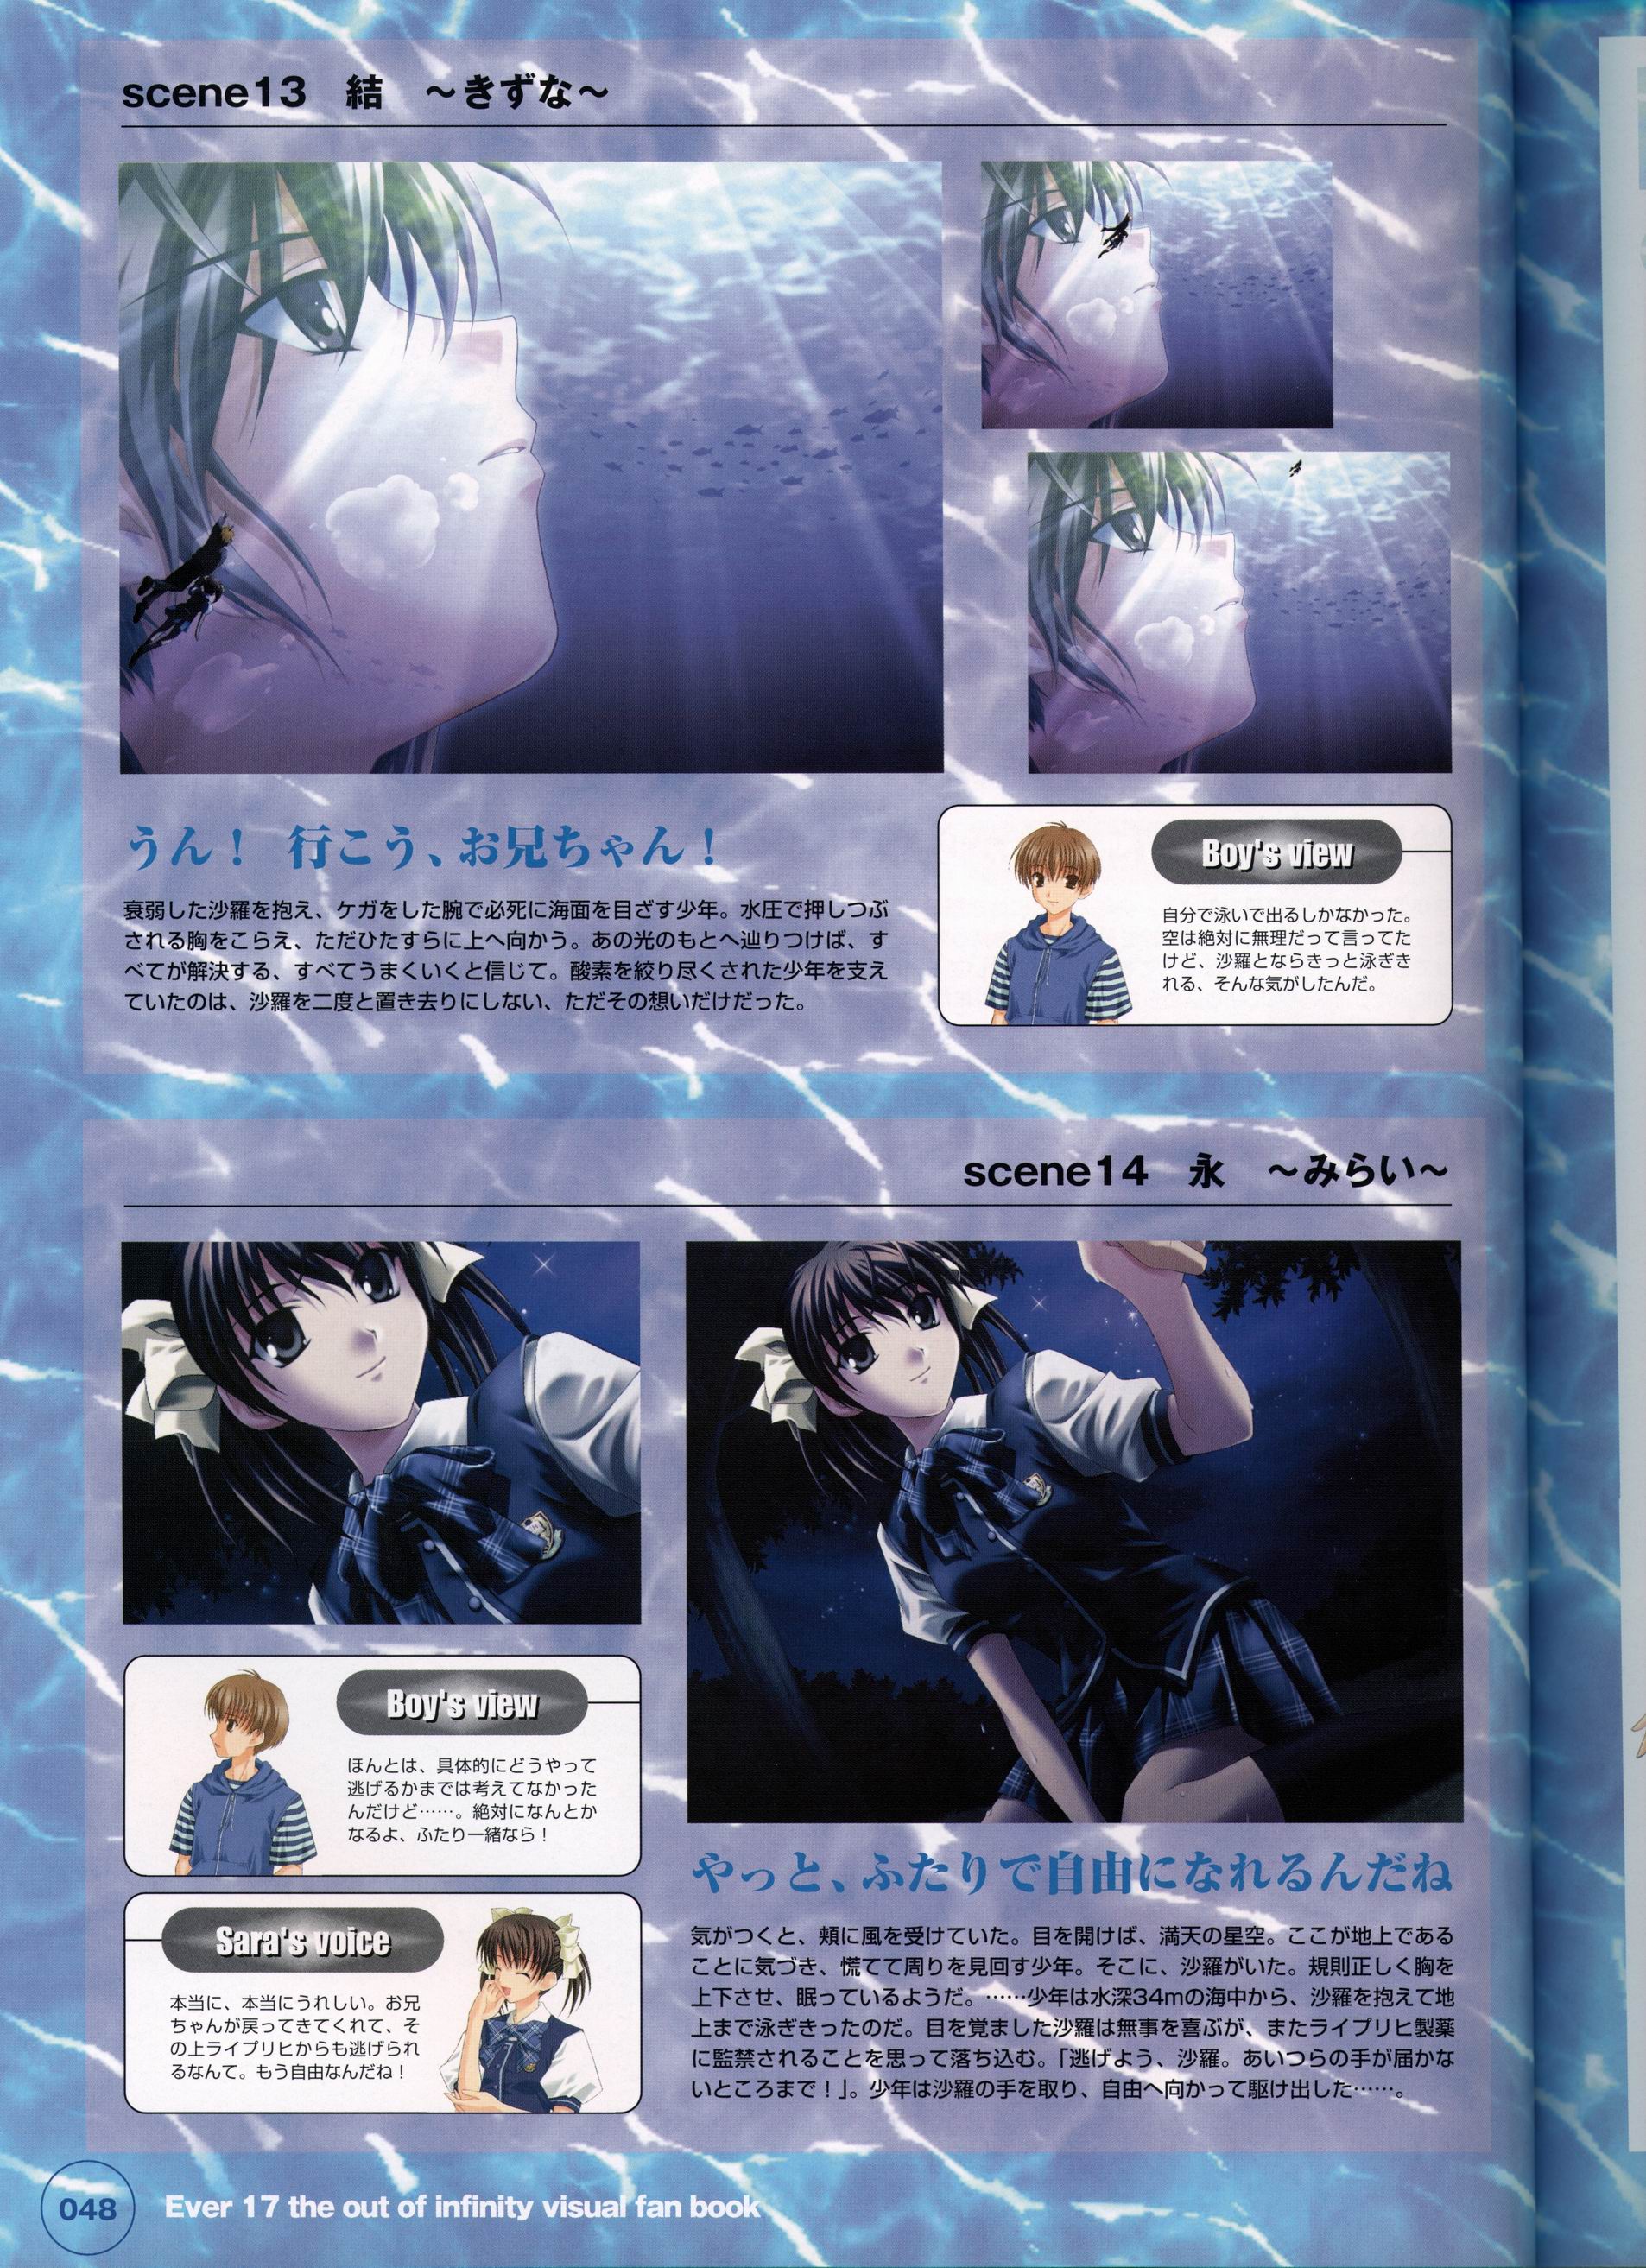 scene13 結 ～きずな～
うん！ 行こう、お兄ちゃん！
衰弱した沙羅を抱え、ケガをした腕で必死に海面を目ざす少年。水圧で押しつぶ
される胸をこらえ、ただひたすらに上へ向かう。あの光のもとへ辿りつけば、す
べてが解決する、すべてうまくいくと信じて。酸素を絞り尽くされた少年を支え
ていたのは、沙羅を二度と置き去りにしない、ただその想いだけだった。
Boy's view
自分で泳いで出るしかなかった。
空は絶対に無理だって言ってた
けど、沙羅とならきっと泳ぎき
れる、そんな気がしたんだ。
scene14 永 ～みらい～
Boy's view
ほんとは、具体的にどうやって
逃げるかまでは考えてなかった
んだけど……。絶対になんとか
なるよ、ふたり一緒なら！
Sara's voice
本当に、本当にうれしい。お兄
ちゃんが戻ってきてくれて、そ
の上ライプリヒからも逃げられ
るなんて。もう自由なんだね！
やっと、ふたりで自由になれるんだね
気がつくと、頬に風を受けていた。目を開けば、満天の星空。ここが地上である
ことに気づき、慌てて周りを見回す少年。そこに、沙羅がいた。規則正しく胸を
上下させ、眠っているようだ。……少年は水深34mの海中から、沙羅を抱えて地
上まで泳ぎきったのだ。目を覚ました沙羅は無事を喜ぶが、またライプリヒ製薬
に監禁されることを思って落ち込む。「逃げよう、沙羅。あいつらの手が届かな
いところまで！」。少年は沙羅の手を取り、自由へ向かって駆け出した……。
048 Ever 17 the out of infinity visual fan book